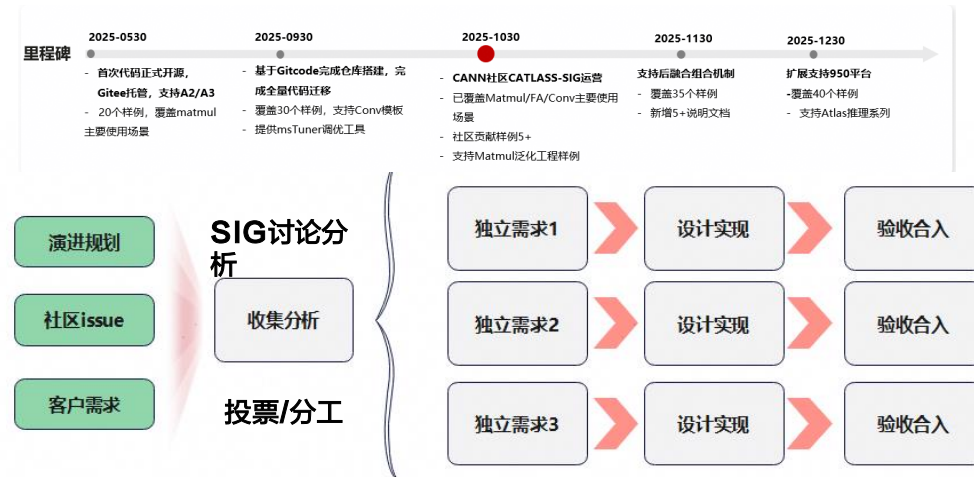 里程碑
2025-0530
- 首次代码正式开源，
Gitee托管，支持A2/A3
- 20个样例，覆盖matmul
主要使用场景
2025-0930
- 基于Gitcode完成仓库搭建，完
成全量代码迁移
- 覆盖30个样例，支持Conv模板
- 提供msTuner调优工具
2025-1030
- CANN社区CATLASS-SIG运营
- 已覆盖Matmul/FA/Conv主要使用
场景
- 社区贡献样例5+
- 支持Matmul泛化工程样例
2025-1130
支持后融合组合机制
- 覆盖35个样例
- 新增5+说明文档
2025-1230
扩展支持950平台
-覆盖40个样例
- 支持Atlas推理系列
演进规划
社区issue
客户需求
SIG讨论分
析
收集分析
投票/分工
独立需求1
设计实现
验收合入
独立需求2
设计实现
验收合入
独立需求3
设计实现
验收合入